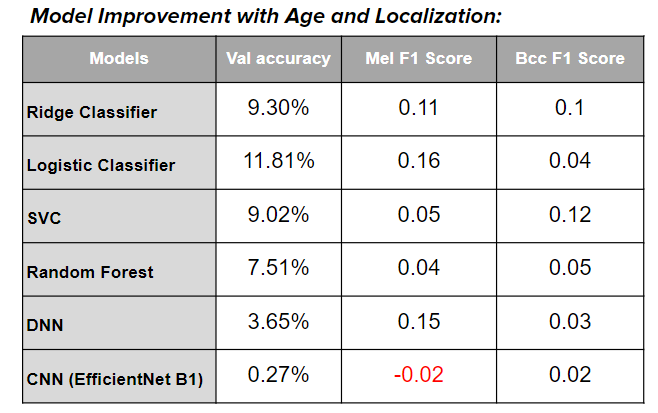 Model Improvement with Age and Localization:
Models Val accuracy Mel F1 Score Bcc F1 Score
Ridge Classifier 9.30% 0.11 0.1
Logistic Classifier 11.81% 0.16 0.04
SVC 9.02% 0.05 0.12
Random Forest 7.51% 0.04 0.05
DNN 3.65% 0.15 0.03
CNN (EfficientNet B1) 0.27% -0.02 0.02